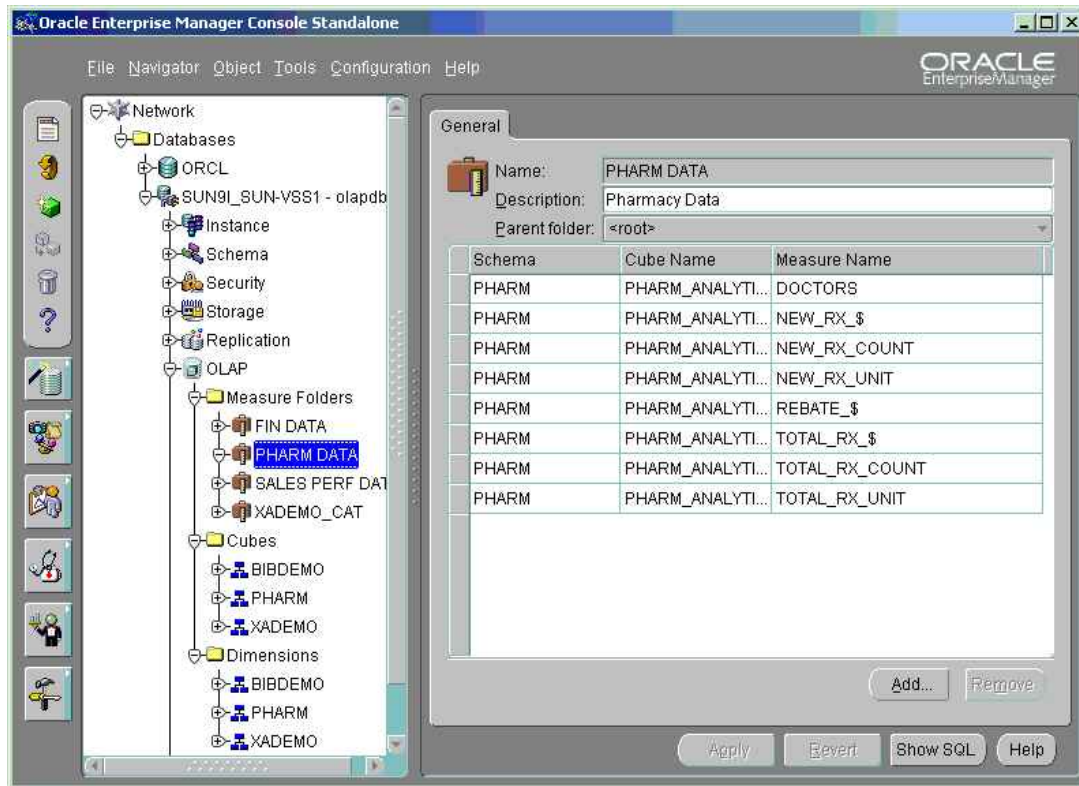 Oracle Enterprise Manager Console Standalone
File Navigator Object Tools Configuration Help
ORACLE
EnterpriseManager
Network
Databases
ORCL
SUN9I_SUN-VSS1 - olapdb
Instance
Schema
Security
Storage
Replication
OLAP
Measure Folders
FIN DATA
PHARM DATA
SALES PERF DAT
XADEMO_CAT
Cubes
BIBDEMO
PHARM
XADEMO
Dimensions
BIBDEMO
PHARM
XADEMO
General
Name: PHARM DATA
Description: Pharmacy Data
Parent folder: <root>
Schema Cube Name Measure Name
PHARM PHARM_ANALYTI... DOCTORS
PHARM PHARM_ANALYTI... NEW_RX_$
PHARM PHARM_ANALYTI... NEW_RX_COUNT
PHARM PHARM_ANALYTI... NEW_RX_UNIT
PHARM PHARM_ANALYTI... REBATE_$
PHARM PHARM_ANALYTI... TOTAL_RX_$
PHARM PHARM_ANALYTI... TOTAL_RX_COUNT
PHARM PHARM_ANALYTI... TOTAL_RX_UNIT
Add... Remove
Apply Revert Show SQL Help